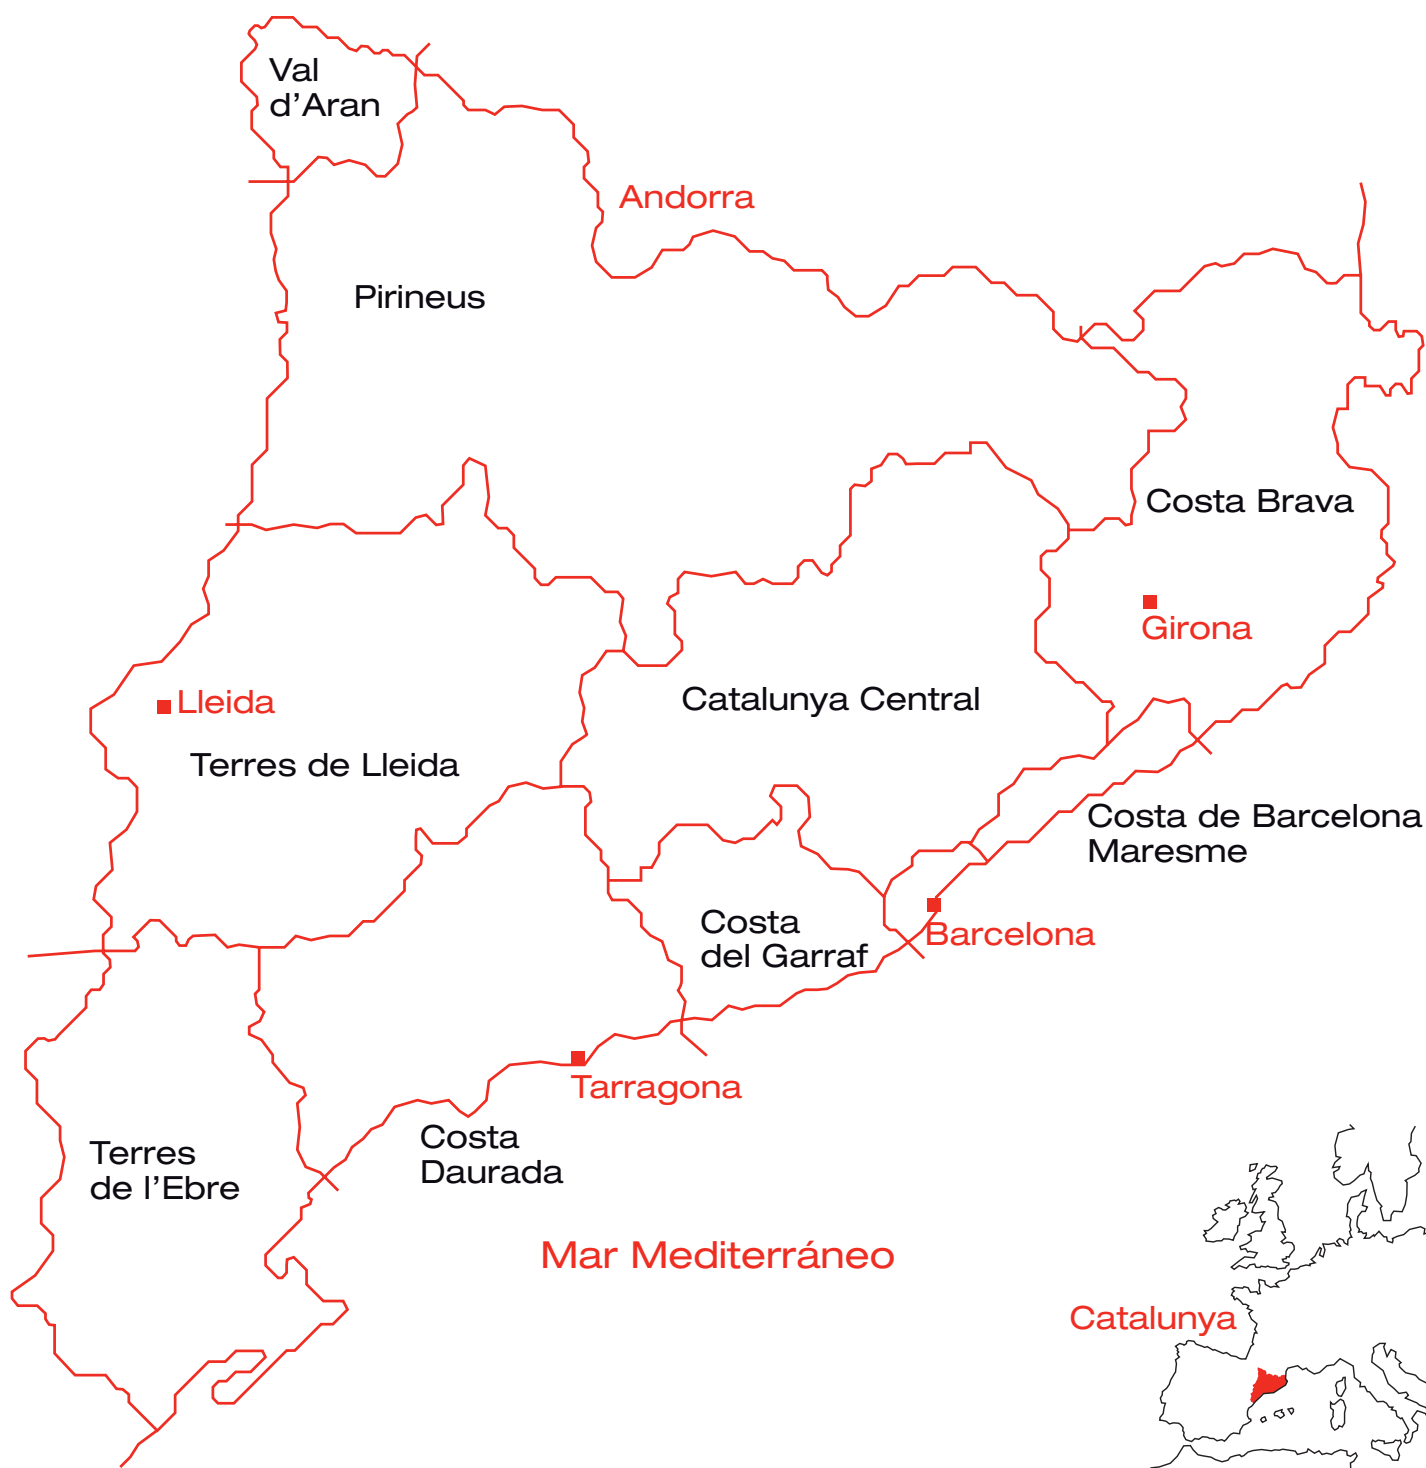 Val
d’Aran
Andorra
Pirineus
Costa Brava
Girona
Lleida
Catalunya Central
Terres de Lleida
Costa de Barcelona
Maresme
Costa
del Garraf
Barcelona
Tarragona
Costa
Daurada
Terres
de l’Ebre
Mar Mediterráneo
Catalunya